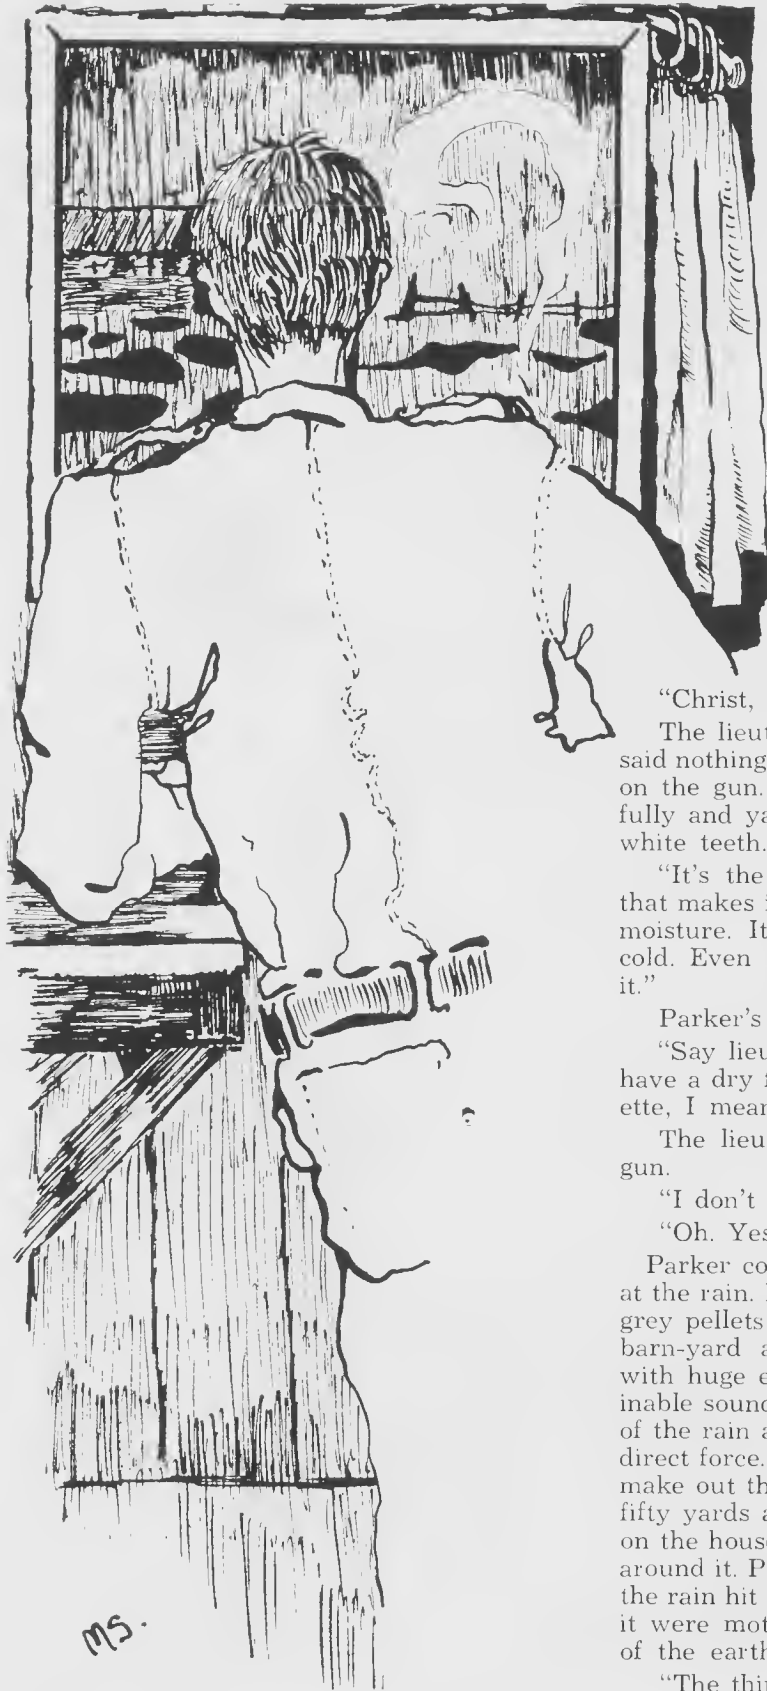 “Christ,
The lieut
said nothing
on the gun.
fully and ya
white teeth.
“It's the
that makes i
moisture. It
cold. Even
it.”
Parker's
“Say lieu
have a dry f
ette, I mean
The lieu
gun.
“I don't
“Oh. Yes
Parker co
at the rain.
grey pellets
barn-yard a
with huge e
inable sound
of the rain a
direct force.
make out th
fifty yards a
on the house
around it. P
the rain hit
it were mot
of the earth
“The thin
MS.